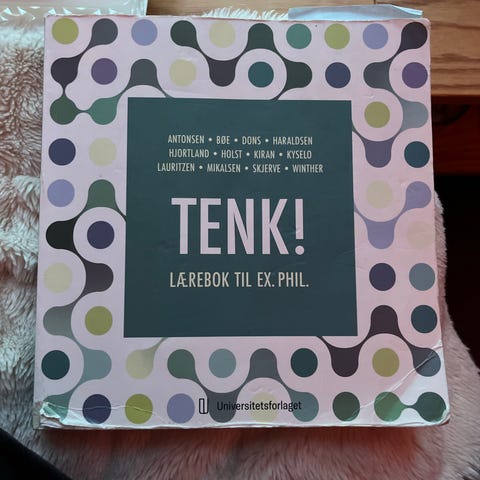 ANTONSEN • BØE • DONS • HARALDSEN
HJORTLAND • HOLST • KIRAN • KYSELO
LAURITZEN • MIKALSEN • SKJERVE • WINTHER
TENK!
LÆREBOK TIL EX. PHIL.
Universitetsforlaget